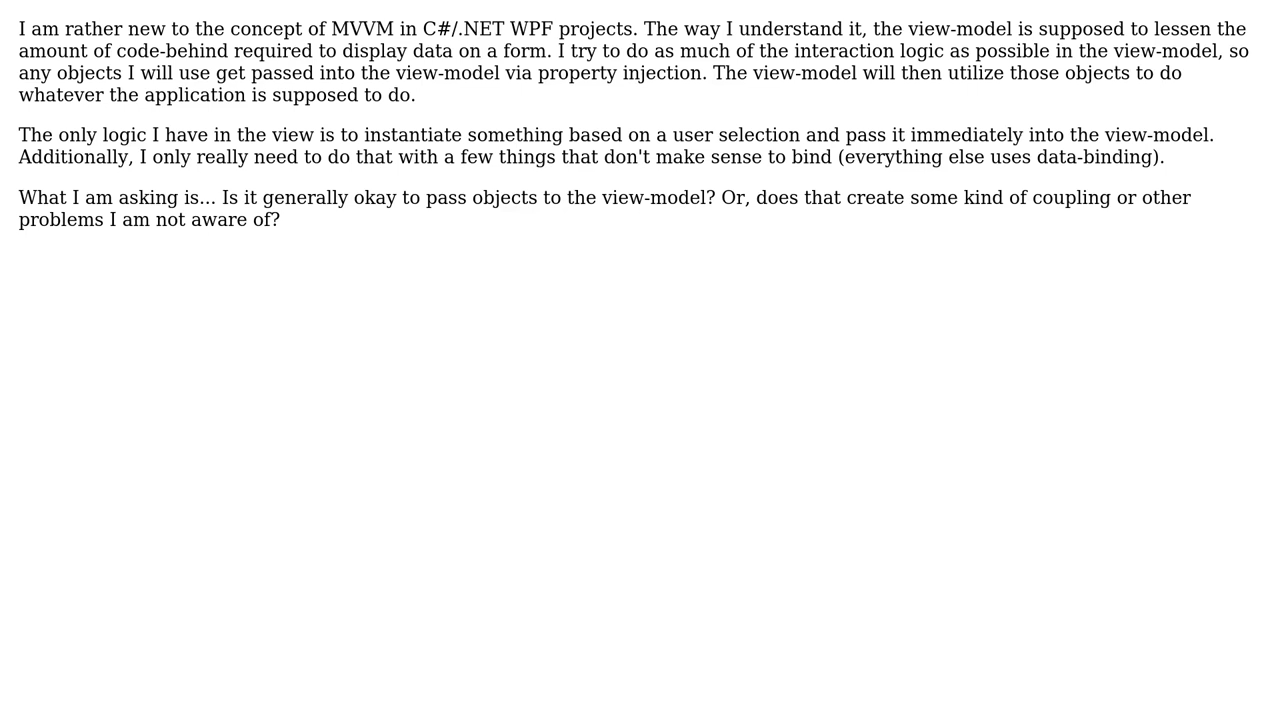 I am rather new to the concept of MVVM in C#/.NET WPF projects. The way I understand it, the view-model is supposed to lessen the
amount of code-behind required to display data on a form. I try to do as much of the interaction logic as possible in the view-model, so
any objects I will use get passed into the view-model via property injection. The view-model will then utilize those objects to do
whatever the application is supposed to do.
The only logic I have in the view is to instantiate something based on a user selection and pass it immediately into the view-model.
Additionally, I only really need to do that with a few things that don't make sense to bind (everything else uses data-binding).
What I am asking is... Is it generally okay to pass objects to the view-model? Or, does that create some kind of coupling or other
problems I am not aware of?